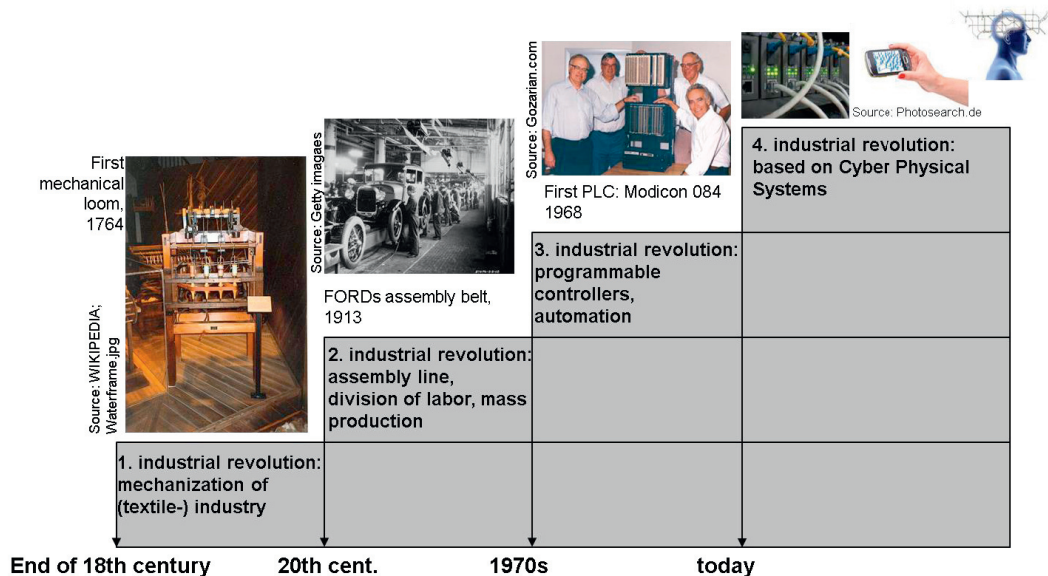 First
mechanical
loom,
1764
Source: WIKIPEDIA;
Waterframe.jpg
Source: Getty imagaes
FORDs assembly belt,
1913
Source: Gozarian.com
First PLC: Modicon 084
1968
Source: Photosearch.de
4. industrial revolution:
based on Cyber Physical
Systems
3. industrial revolution:
programmable
controllers,
automation
2. industrial revolution:
assembly line,
division of labor, mass
production
1. industrial revolution:
mechanization of
(textile-) industry
End of 18th century
20th cent.
1970s
today